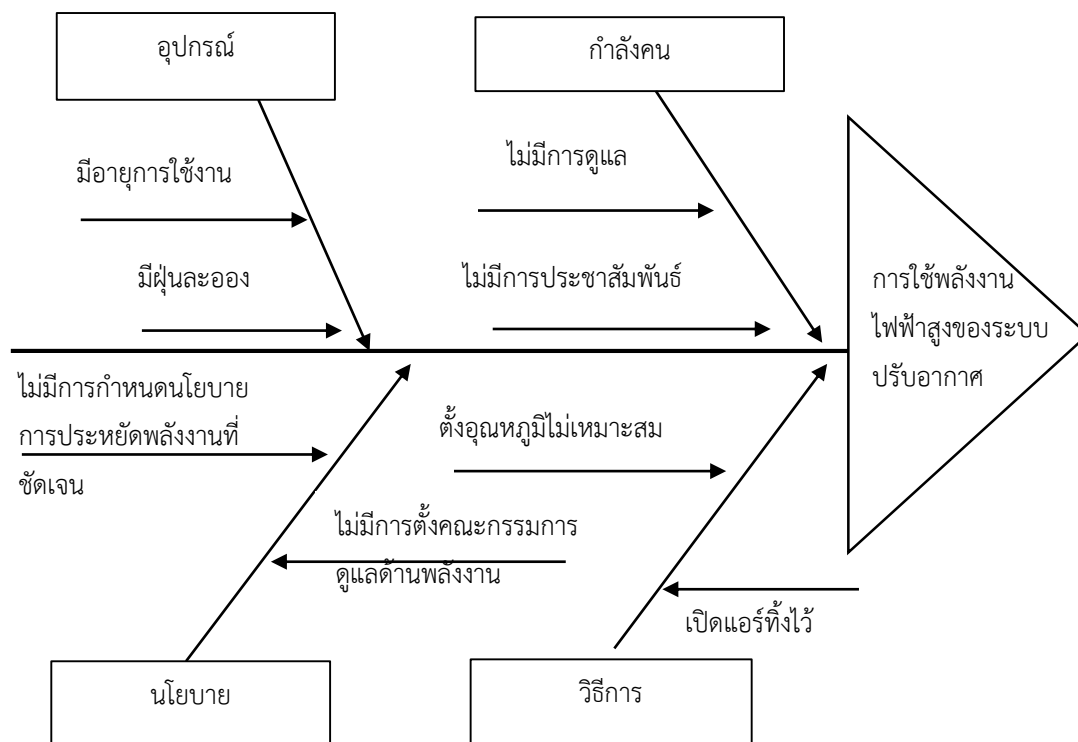 อุปกรณ์
กำลังคน
มีอายุการใช้งาน
ไม่มีการดูแล
มีฝุ่นละออง
ไม่มีการประชาสัมพันธ์
การใช้พลังงาน
ไฟฟ้าสูงของระบบ
ปรับอากาศ
ไม่มีการกำหนดนโยบาย
การประหยัดพลังงานที่
ชัดเจน
ตั้งอุณหภูมิไม่เหมาะสม
ไม่มีการตั้งคณะกรรมการ
ดูแลด้านพลังงาน
เปิดแอร์ทิ้งไว้
นโยบาย
วิธีการ